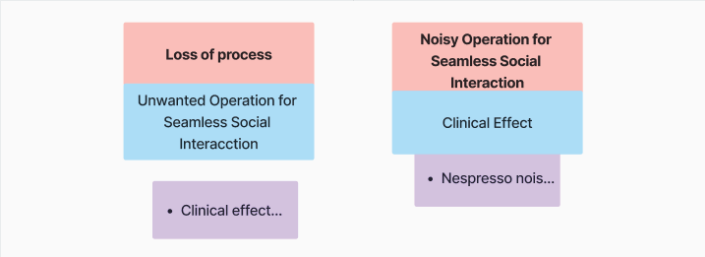 Loss of process
Unwanted Operation for
Seamless Social
Interacction
• Clinical effect...
Noisy Operation for
Seamless Social
Interaction
Clinical Effect
• Nespresso nois...